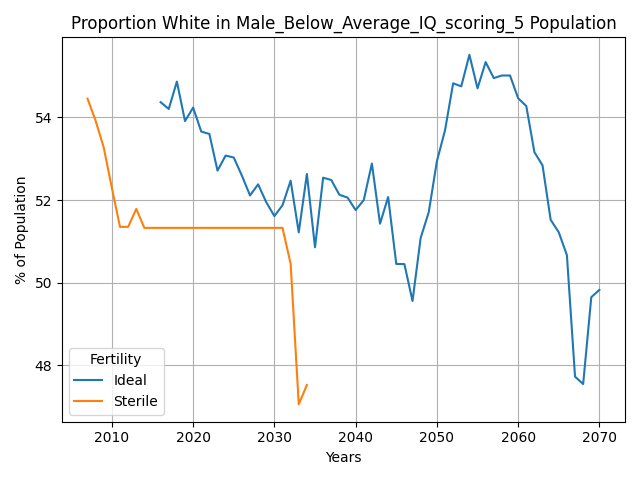 Proportion White in Male_Below_Average_IQ_scoring_5 Population
% of Population
54
52
50
48
Fertility
Ideal
Sterile
2010 2020 2030 2040 2050 2060 2070
Years